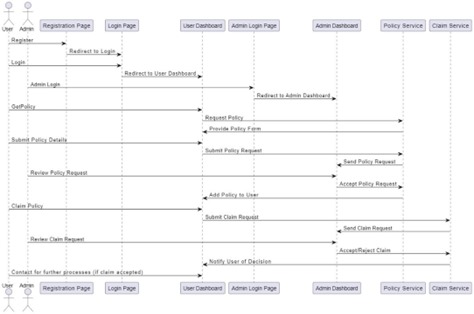 User Admin Registration Page Login Page User Dashboard Admin Login Page Admin Dashboard Policy Service Claim Service
Register
Redirect to Login
Login
Redirect to User Dashboard
Admin Login
Redirect to Admin Dashboard
GetPolicy
Request Policy
Provide Policy Form
Submit Policy Details
Submit Policy Request
Send Policy Request
Review Policy Request
Accept Policy Request
Add Policy to User
Claim Policy
Submit Claim Request
Send Claim Request
Review Claim Request
Accept/Reject Claim
Notify User of Decision
Contact for further processes (if claim accepted)
User Admin Registration Page Login Page User Dashboard Admin Login Page Admin Dashboard Policy Service Claim Service